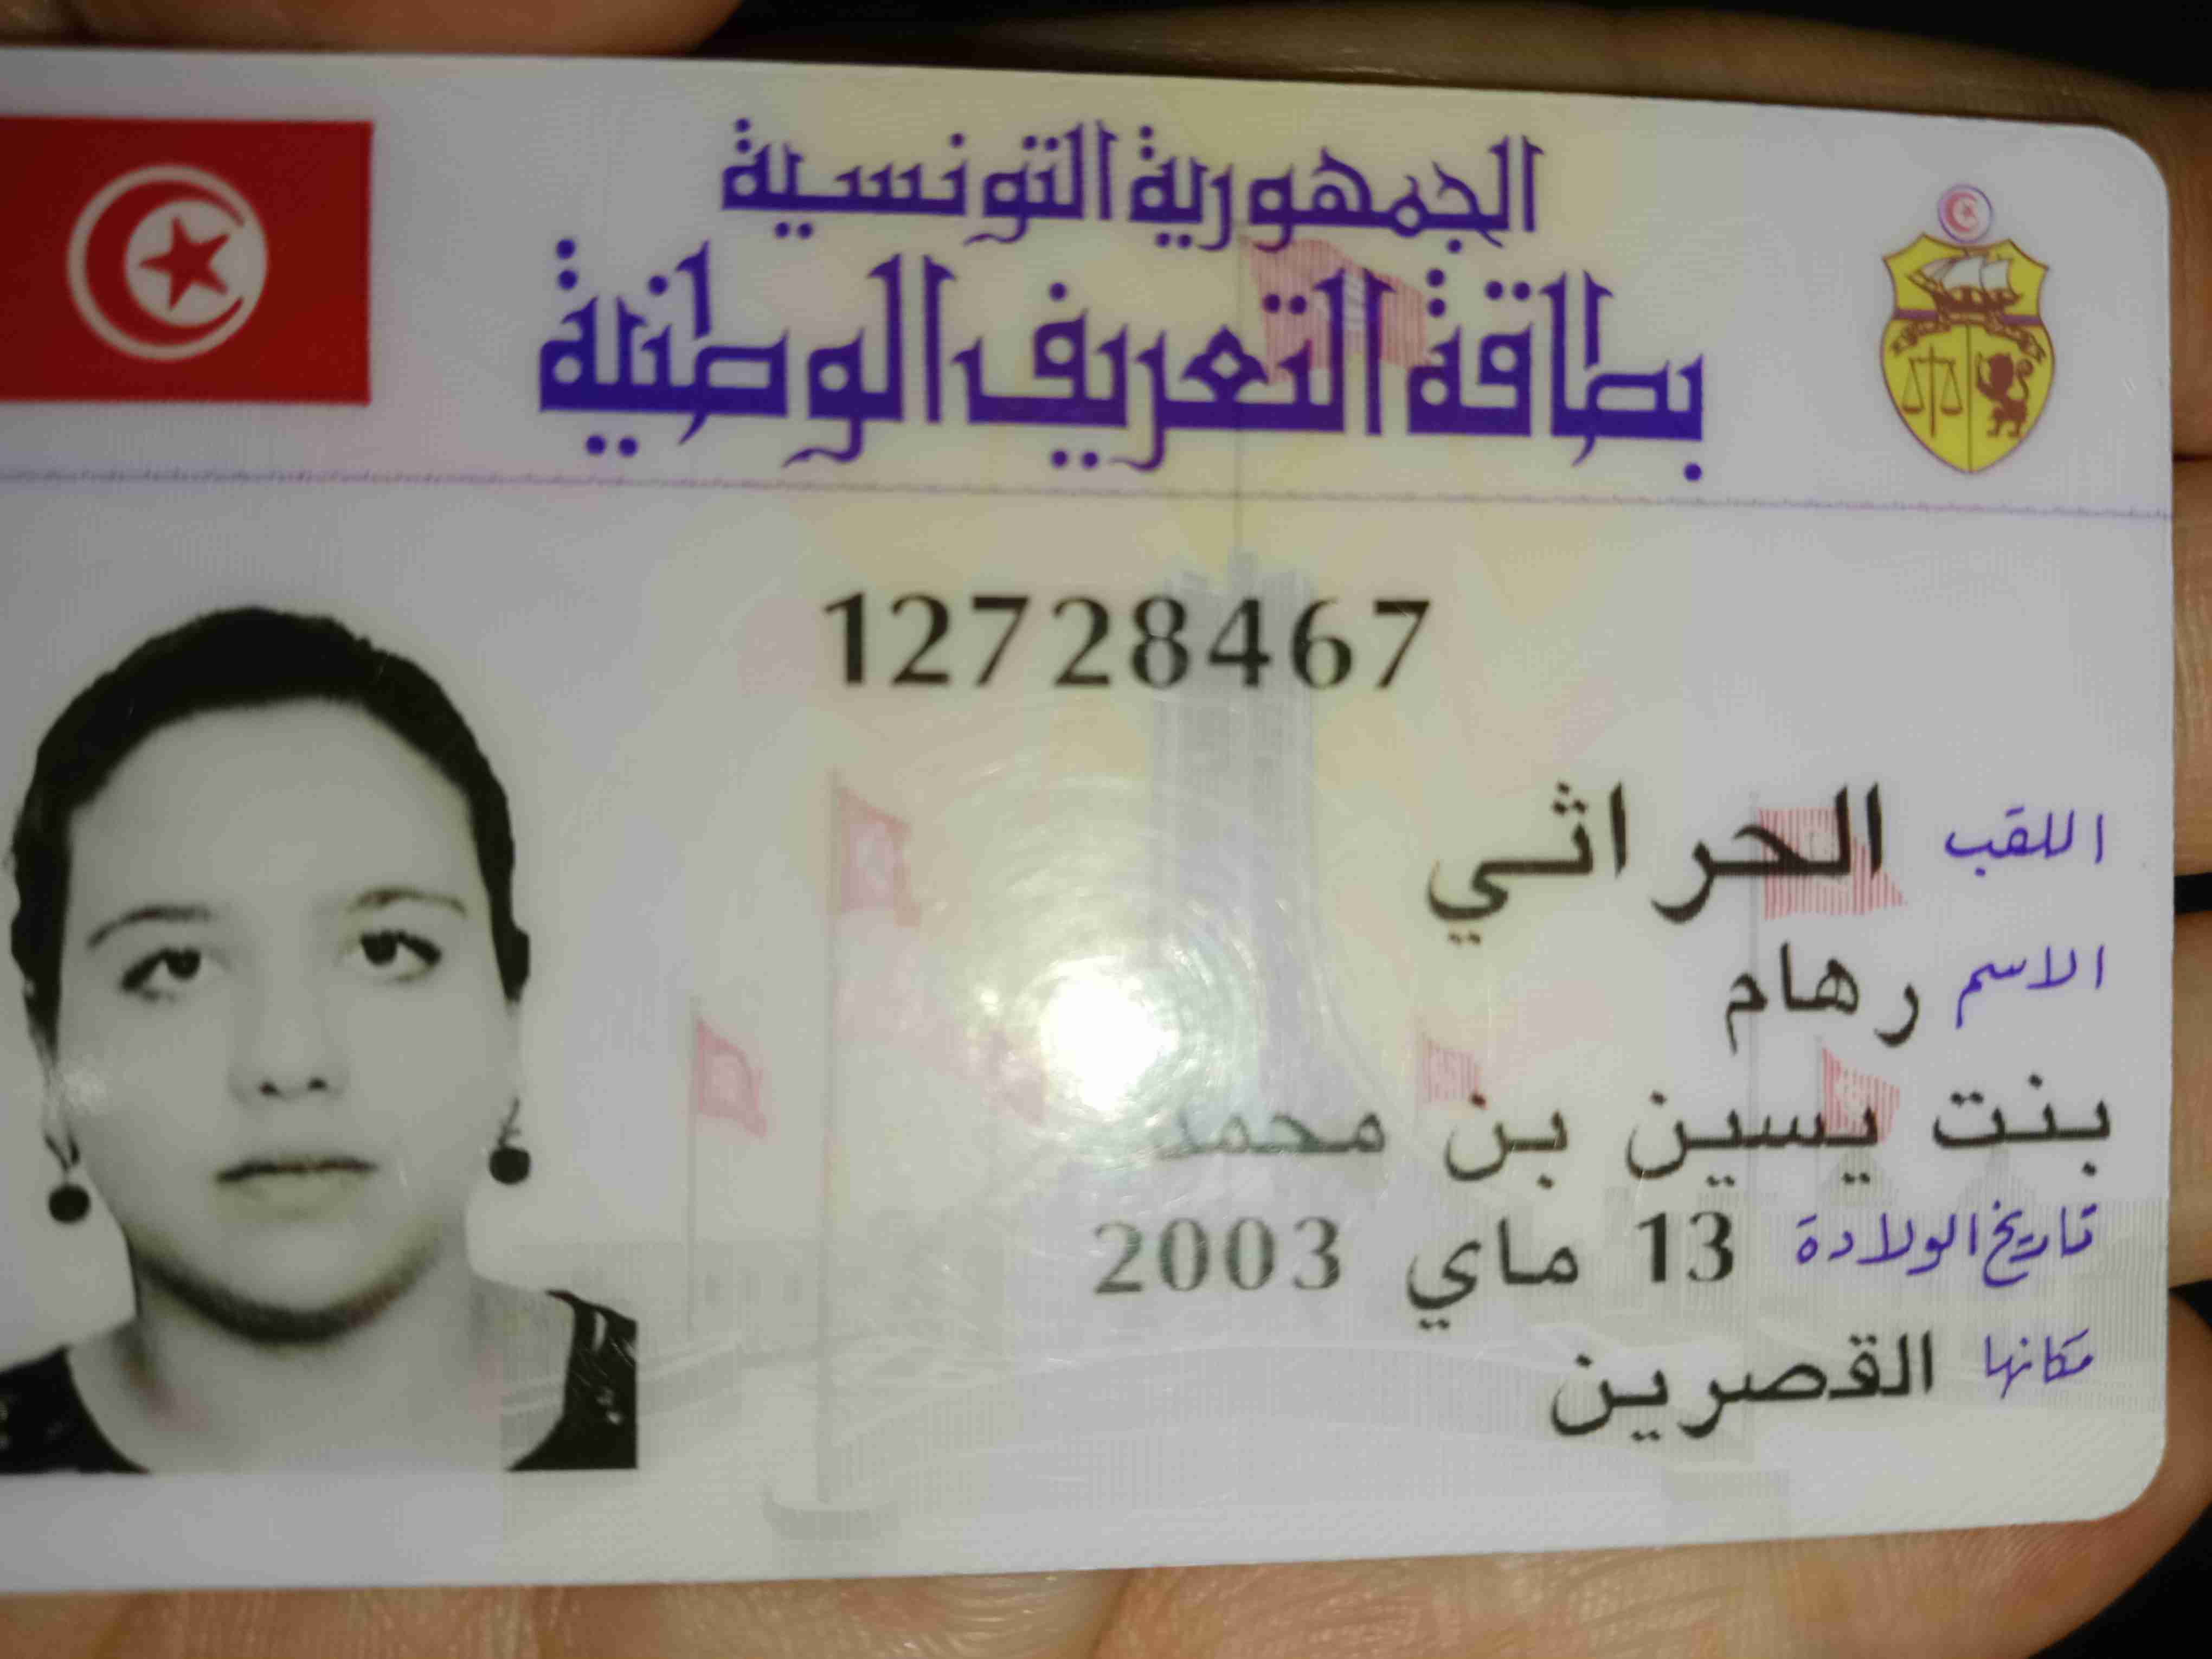 الجمهورية التونسية
بطاقة التعريف الوطنية
12728467
اللقب الحراثي
الاسم رهام
بنت يسين بن محمد
تاريخ الولادة 13 ماي 2003
مكانها القصرين